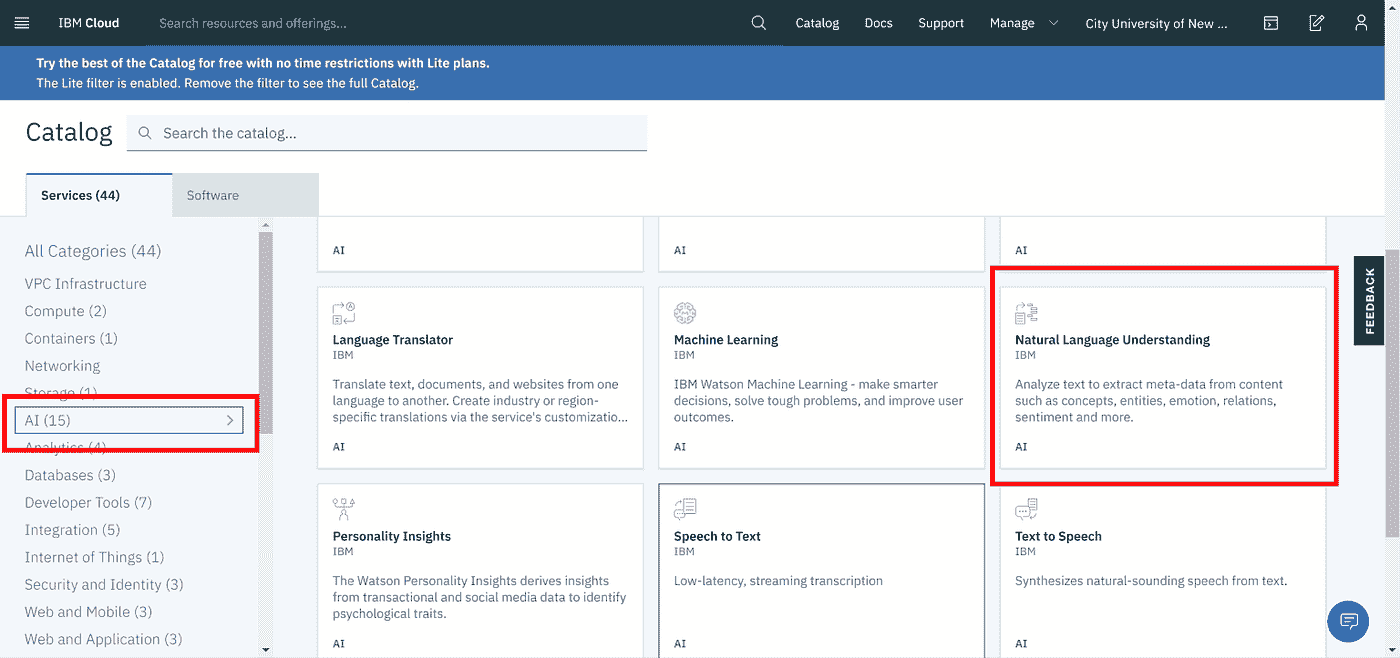 IBM Cloud
Search resources and offerings...
Catalog
Docs
Support
Manage
City University of New ...
Try the best of the Catalog for free with no time restrictions with Lite plans.
The Lite filter is enabled. Remove the filter to see the full Catalog.
Catalog
Search the catalog...
Services (44)
Software
All Categories (44)
VPC Infrastructure
Compute (2)
Containers (1)
Networking
Storage (1)
AI (15)
Analytics (4)
Databases (3)
Developer Tools (7)
Integration (5)
Internet of Things (1)
Security and Identity (3)
Web and Mobile (3)
Web and Application (3)
AI
AI
AI
Language Translator
IBM
Translate text, documents, and websites from one
language to another. Create industry or region-
specific translations via the service's customizatio...
AI
Machine Learning
IBM
IBM Watson Machine Learning - make smarter
decisions, solve tough problems, and improve user
outcomes.
AI
Natural Language Understanding
IBM
Analyze text to extract meta-data from content
such as concepts, entities, emotion, relations,
sentiment and more.
AI
Personality Insights
IBM
The Watson Personality Insights derives insights
from transactional and social media data to identify
psychological traits.
AI
Speech to Text
IBM
Low-latency, streaming transcription
AI
Text to Speech
IBM
Synthesizes natural-sounding speech from text.
AI
FEEDBACK